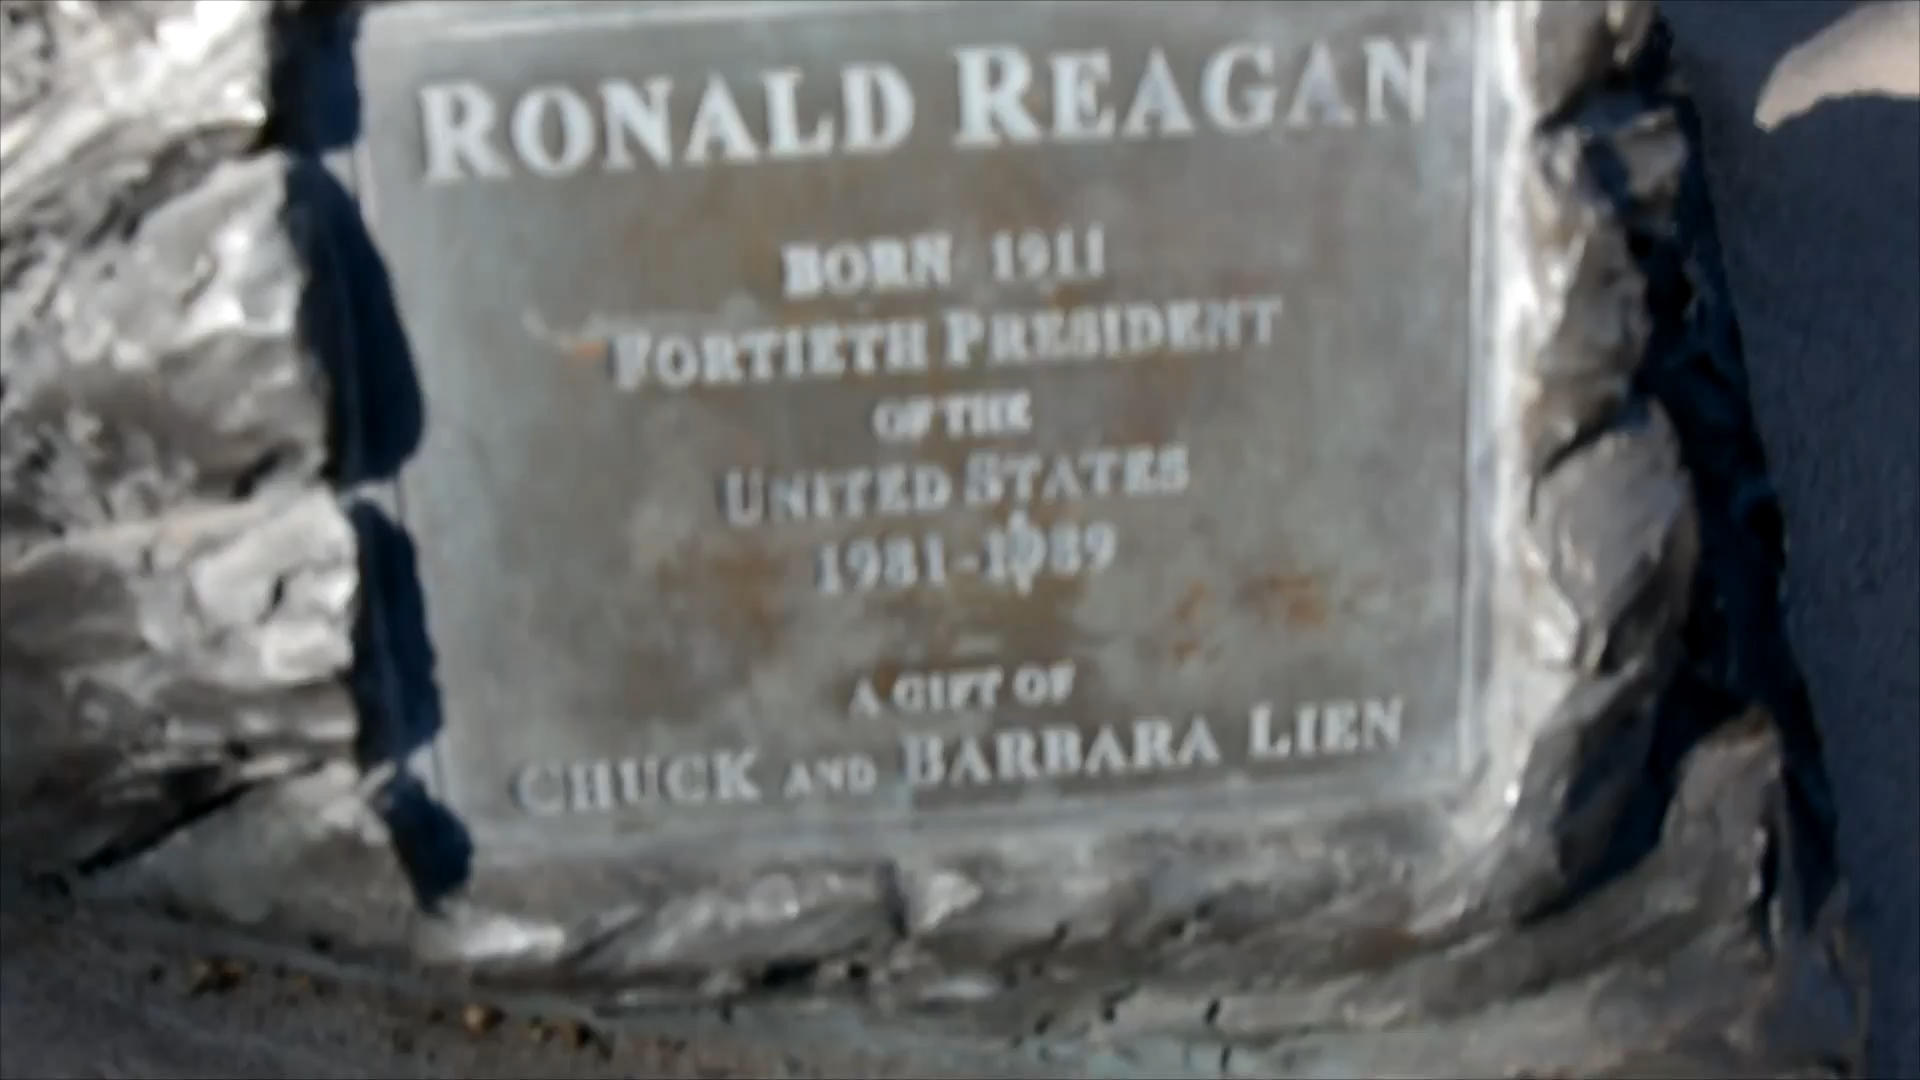 RONALD REAGAN
BORN 1911
FORTIETH PRESIDENT
OF THE
UNITED STATES
1981-1989
A GIFT OF
CHUCK AND BARBARA LIEN